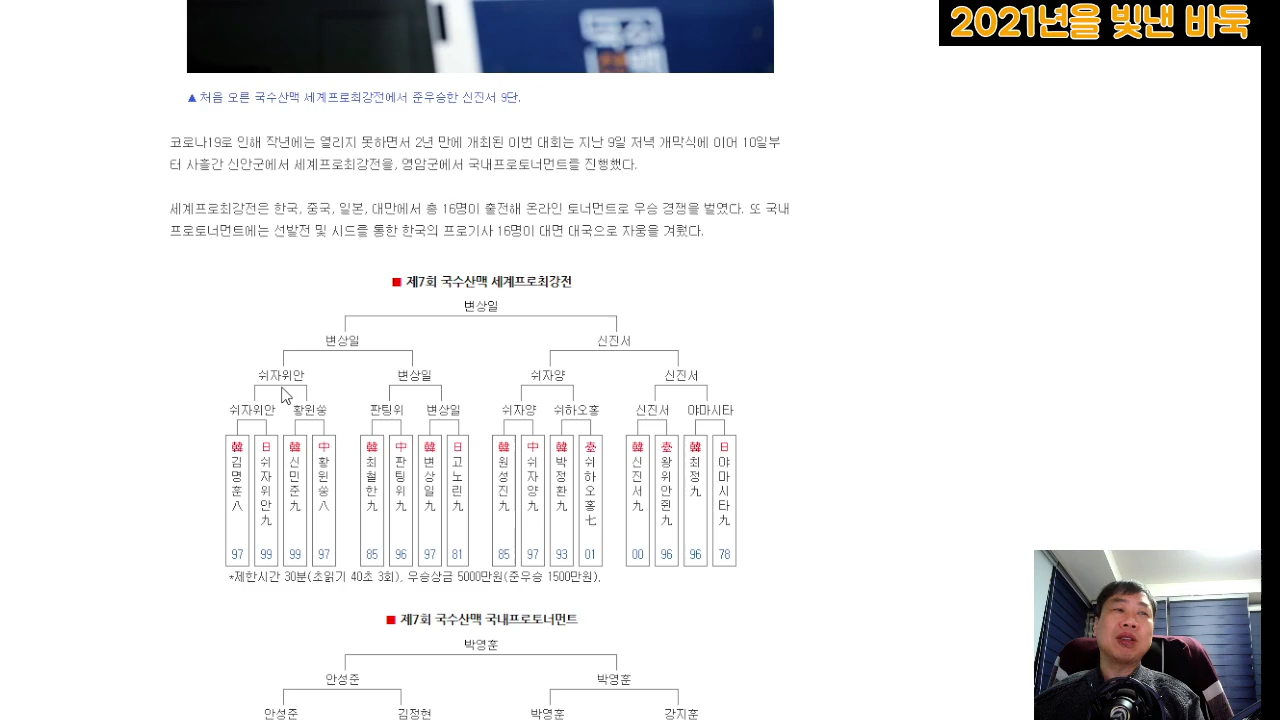 2021년을 빛낸 바둑
국수
산맥
▲ 처음 오른 국수산맥 세계프로최강전에서 준우승한 신진서 9단.
코로나19로 인해 작년에는 열리지 못하면서 2년 만에 개최된 이번 대회는 지난 9일 저녁 개막식에 이어 10일부
터 사흘간 신안군에서 세계프로최강전을, 영암군에서 국내프로토너먼트를 진행했다.
세계프로최강전은 한국, 중국, 일본, 대만에서 총 16명이 출전해 온라인 토너먼트로 우승 경쟁을 벌였다. 또 국내
프로토너먼트에는 선발전 및 시드를 통한 한국의 프로기사 16명이 대면 대국으로 자웅을 겨뤘다.
■ 제7회 국수산맥 세계프로최강전
변상일
변상일 신진서
쉬자위안 변상일 쉬자양 신진서
쉬자위안 황윈쑹 판팅위 변상일 쉬자양 쉬하오홍 신진서 야마시타
韓 김명훈八 97
日 쉬자위안九 99
韓 신민준九 99
中 황윈쑹八 97
韓 최철한九 85
中 판팅위九 96
韓 변상일九 97
日 고노린九 81
韓 원성진九 85
中 쉬자양九 97
韓 박정환九 93
臺 쉬하오홍七 01
韓 신진서九 00
臺 왕위안쥔九 96
韓 최정九 96
日 야마시타九 78
*제한시간 30분(초읽기 40초 3회), 우승상금 5000만원(준우승 1500만원).
■ 제7회 국수산맥 국내프로토너먼트
박영훈
안성준 박영훈
안성준 김정현 박영훈 강지훈